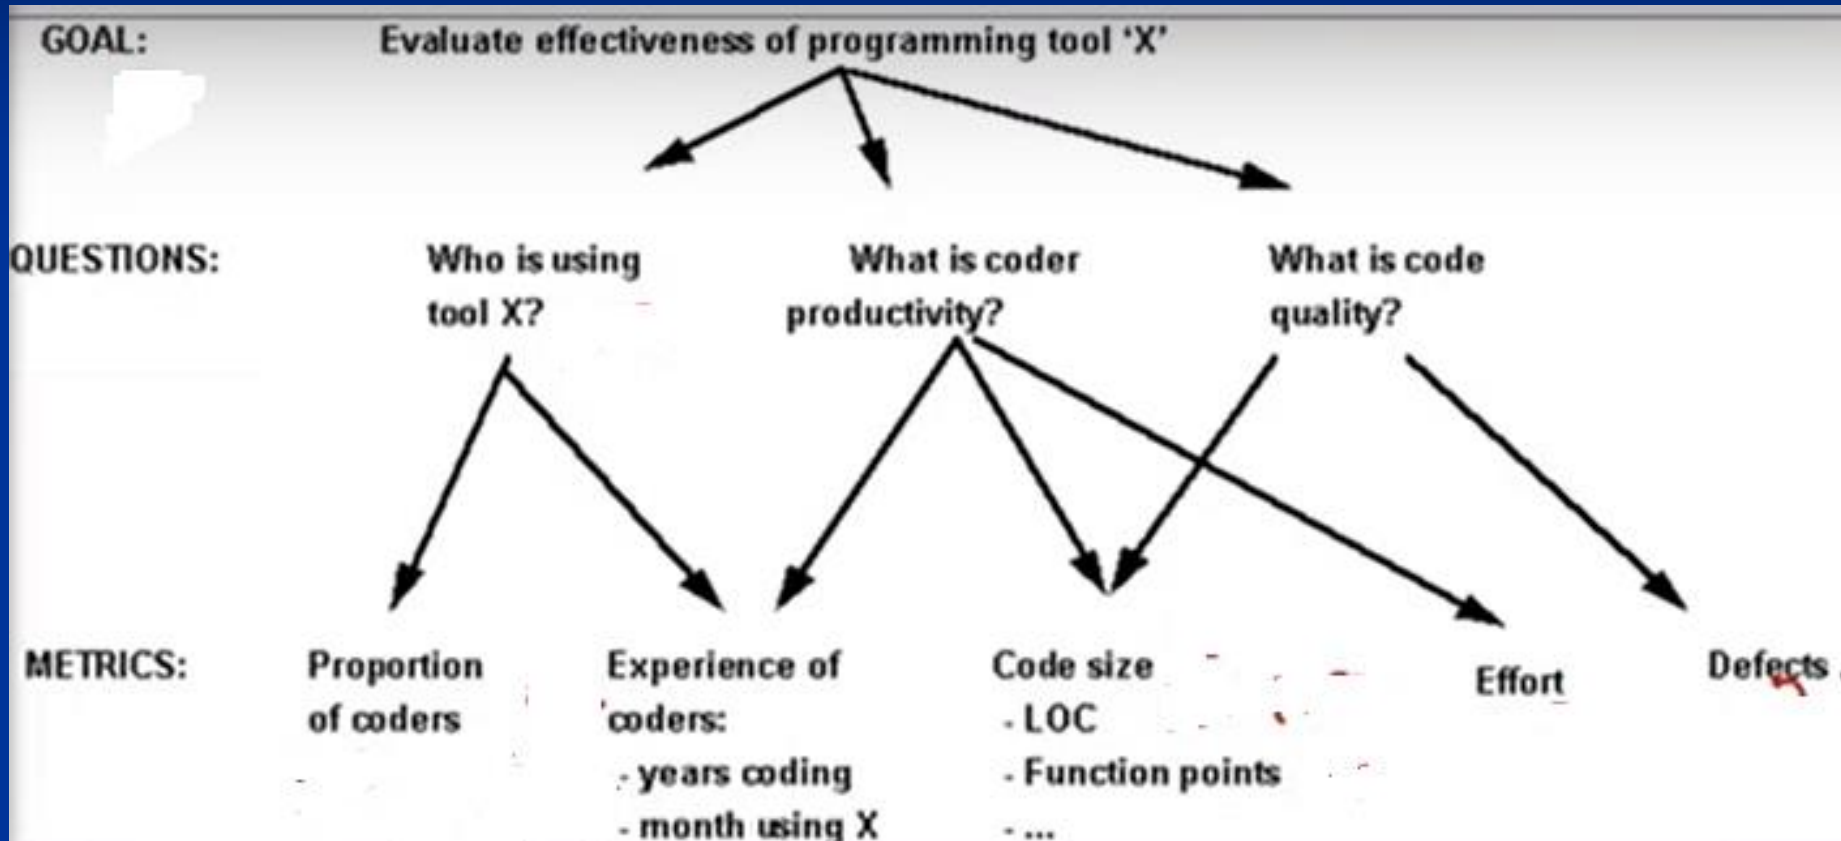 GOAL: Evaluate effectiveness of programming tool ‘X’
QUESTIONS: Who is using What is coder What is code
tool X? productivity? quality?
METRICS: Proportion Experience of Code size Effort Defects
of coders coders: - LOC
- years coding - Function points
- month using X - ...